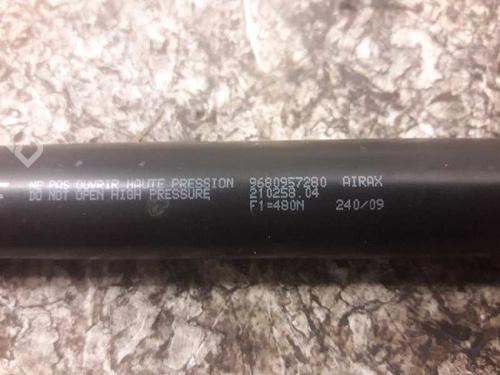 NE PAS OUVRIR HAUTE PRESSION 9680957280 AIRAX
DO NOT OPEN HIGH PRESSURE 210258.04
F1=480N 240/09